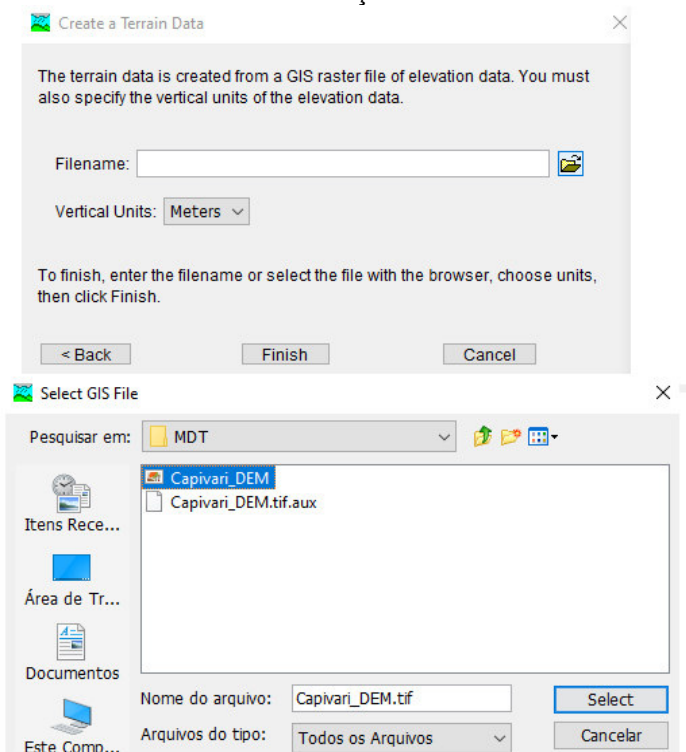 Create a Terrain Data
The terrain data is created from a GIS raster file of elevation data. You must
also specify the vertical units of the elevation data.
Filename:
Vertical Units: Meters
To finish, enter the filename or select the file with the browser, choose units,
then click Finish.
< Back Finish Cancel
Select GIS File
Pesquisar em: MDT
Capivari_DEM
Capivari_DEM.tif.aux
Itens Rece...
Área de Tr...
Documentos
Nome do arquivo: Capivari_DEM.tif Select
Este Comp... Arquivos do tipo: Todos os Arquivos Cancelar